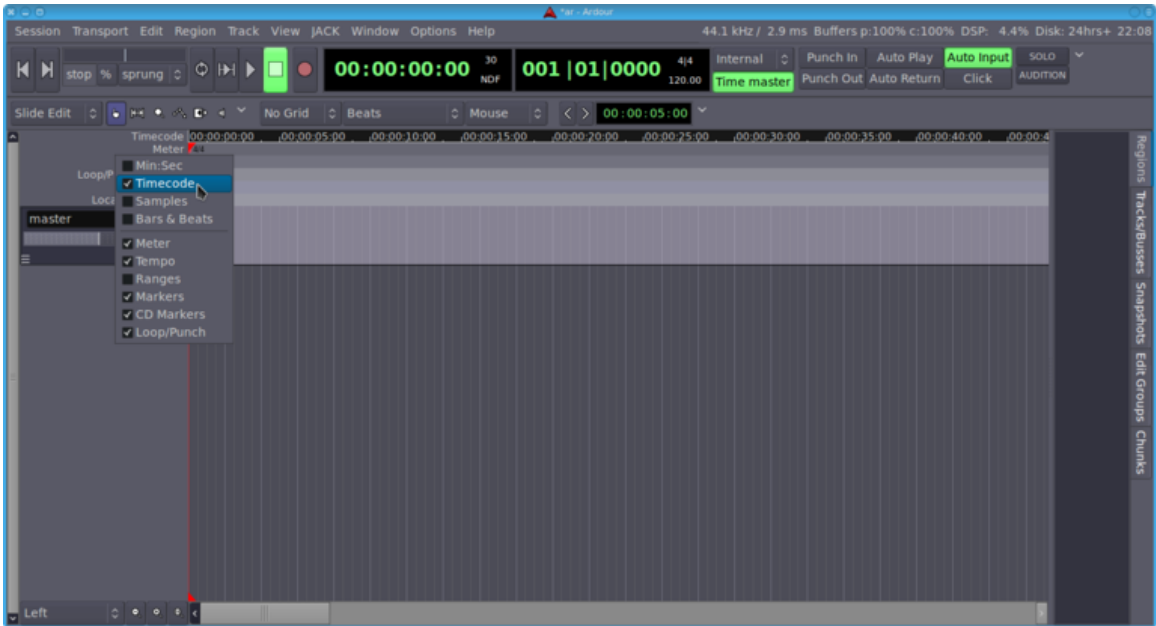 *ar - Ardour
Session Transport Edit Region Track View JACK Window Options Help 44.1 kHz / 2.9 ms Buffers p:100% c:100% DSP: 4.4% Disk: 24hrs+ 22:08
stop % sprung 00:00:00:00 30 NDF 001|01|0000 4|4 120.00 Internal Punch In Auto Play Auto Input SOLO
Time master Punch Out Auto Return Click AUDITION
Slide Edit No Grid Beats Mouse < > 00:00:05:00
Timecode 00:00:00:00 00:00:05:00 00:00:10:00 00:00:15:00 00:00:20:00 00:00:25:00 00:00:30:00 00:00:35:00 00:00:40:00 00:00:4
Meter 4/4
Min:Sec
Loop/P
Timecode
Loca
Samples
master
Bars & Beats
Meter
Tempo
Ranges
Markers
CD Markers
Loop/Punch
Regions
Tracks/Busses
Snapshots
Edit Groups
Chunks
Left